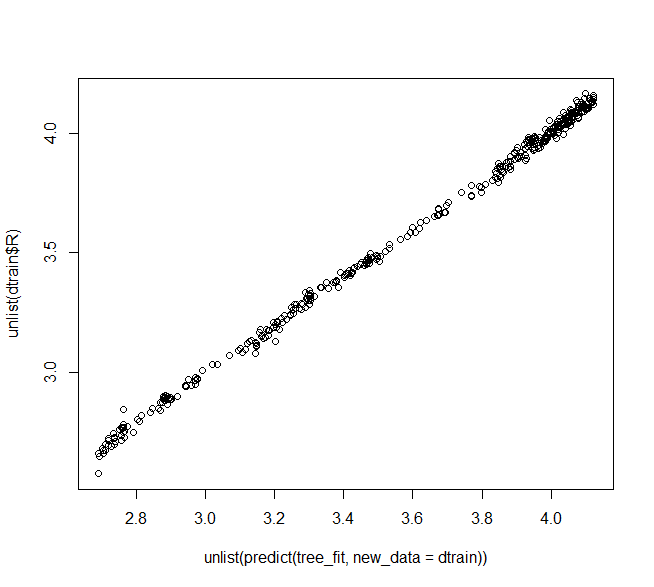 4.0
3.5
3.0
unlist(dtrain$R)
2.8 3.0 3.2 3.4 3.6 3.8 4.0
unlist(predict(tree_fit, new_data = dtrain))